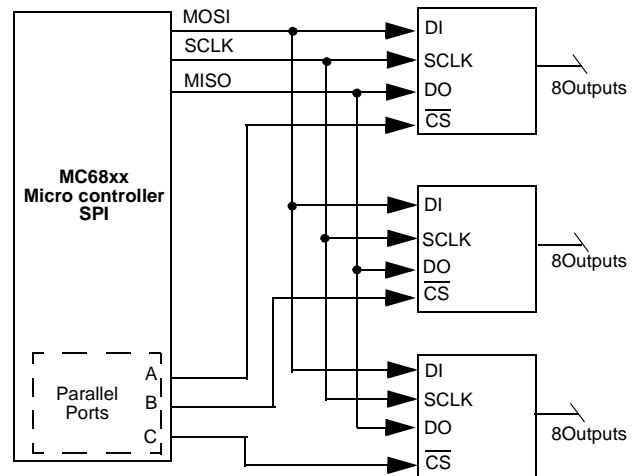 MOSI
SCLK
MISO
MC68xx
Micro controller
SPI
Parallel
Ports
A
B
C
DI
SCLK
DO
CS
8Outputs
DI
SCLK
DO
CS
8Outputs
DI
SCLK
DO
CS
8Outputs